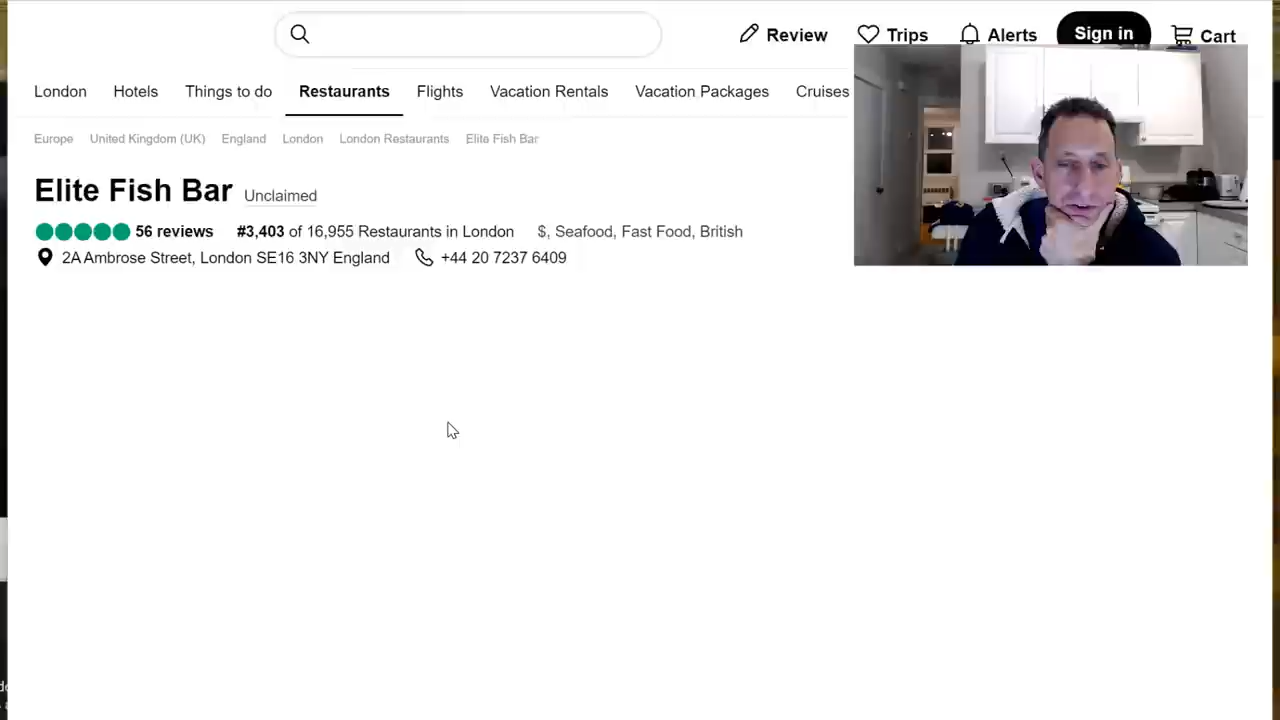 Review Trips Alerts Sign in Cart
London Hotels Things to do Restaurants Flights Vacation Rentals Vacation Packages Cruises
Europe United Kingdom (UK) England London London Restaurants Elite Fish Bar
Elite Fish Bar Unclaimed
56 reviews #3,403 of 16,955 Restaurants in London $, Seafood, Fast Food, British
2A Ambrose Street, London SE16 3NY England +44 20 7237 6409